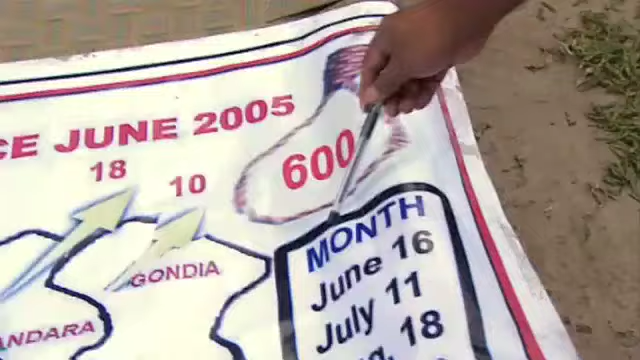 CE JUNE 2005
18
10
600
GONDIA
ANDARA
MONTH
June 16
July 11
18